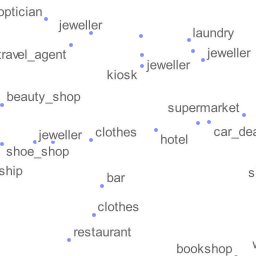 optician
jeweller
laundry
travel_agent
jeweller
jeweller
kiosk
beauty_shop
supermarket
jeweller
clothes
car_dea
hotel
shoe_shop
ship
s
bar
clothes
restaurant
bookshop